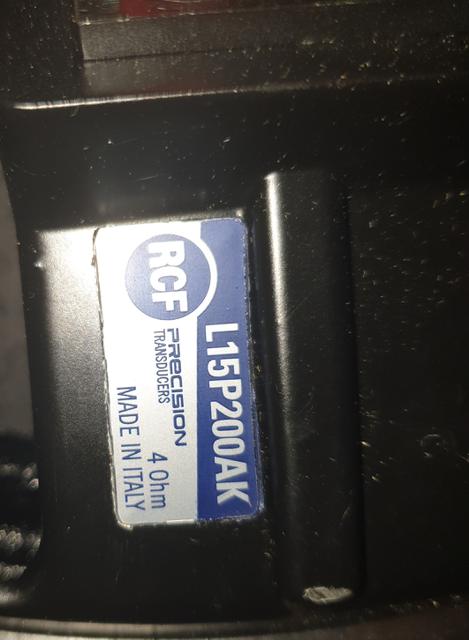 RCF
PRECISION
TRANSDUCERS
L15P200AK
4 Ohm
MADE IN ITALY